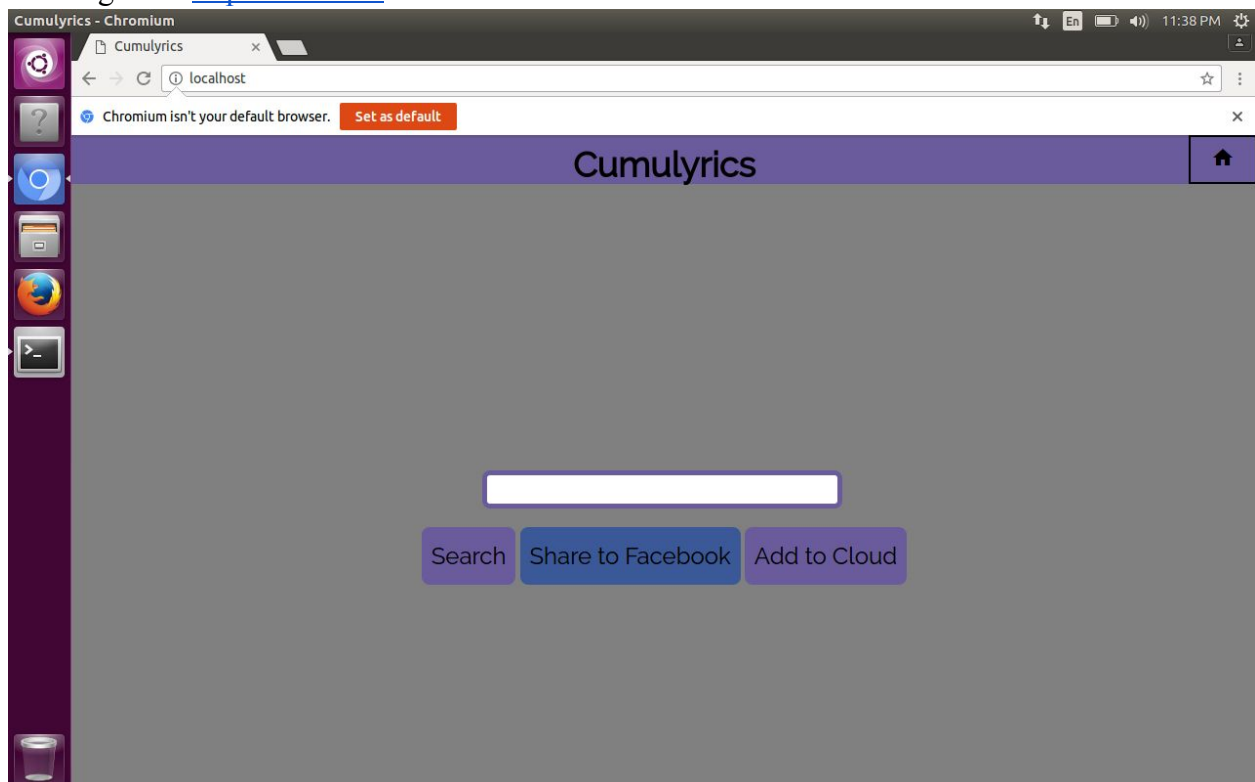 Cumulyrics - Chromium
En
11:38 PM
Cumulyrics
localhost
Chromium isn't your default browser. Set as default
Cumulyrics
Search Share to Facebook Add to Cloud